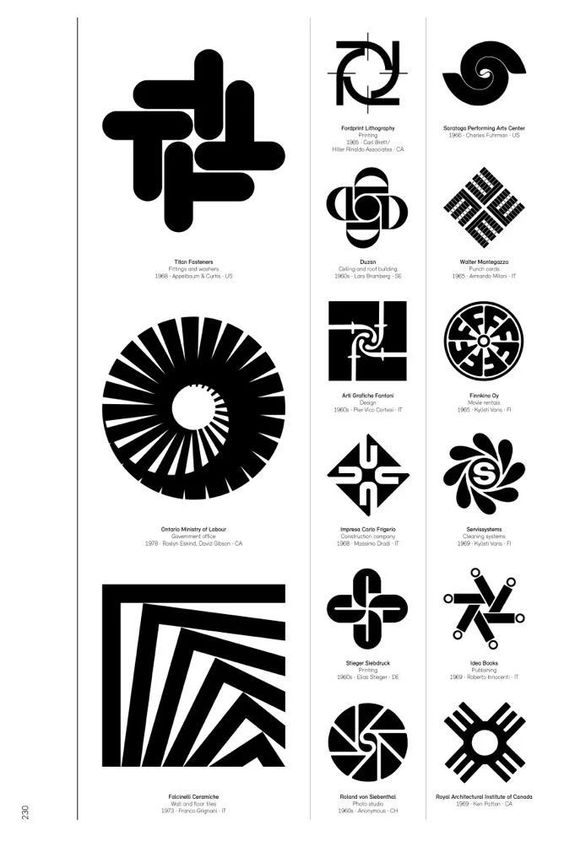 Titan Fasteners
Fittings and washers
1968 · Appelbaum & Curtis · US
Ontario Ministry of Labour
Government office
1978 · Roslyn Eskind, David Gibson · CA
Falcinelli Ceramiche
Wall and floor tiles
1973 · Franco Grignani · IT
Fordprint Lithography
Printing
1965 · Carl Brett/
Hiller Rinaldo Associates · CA
Duzan
Ceiling and roof building
1960s · Lars Bramberg · SE
Arti Grafiche Fantoni
Design
1960s · Pier Vico Cortesi · IT
Impresa Carlo Frigerio
Construction company
1968 · Massimo Dradi · IT
Stieger Siebdruck
Printing
1960s · Elias Stieger · DE
Roland von Siebenthal
Photo studio
1960s · Anonymous · CH
Saratoga Performing Arts Center
1966 · Charles Fuhrman · US
Walter Mantegazza
Punch cards
1965 · Armando Milani · IT
Finnkino Oy
Movie rentals
1965 · Kyösti Varis · FI
S
Servisystems
Cleaning systems
1969 · Kyösti Varis · FI
Idea Books
Publishing
1969 · Roberto Innocenti · IT
Royal Architectural Institute of Canada
1969 · Ken Patton · CA
230